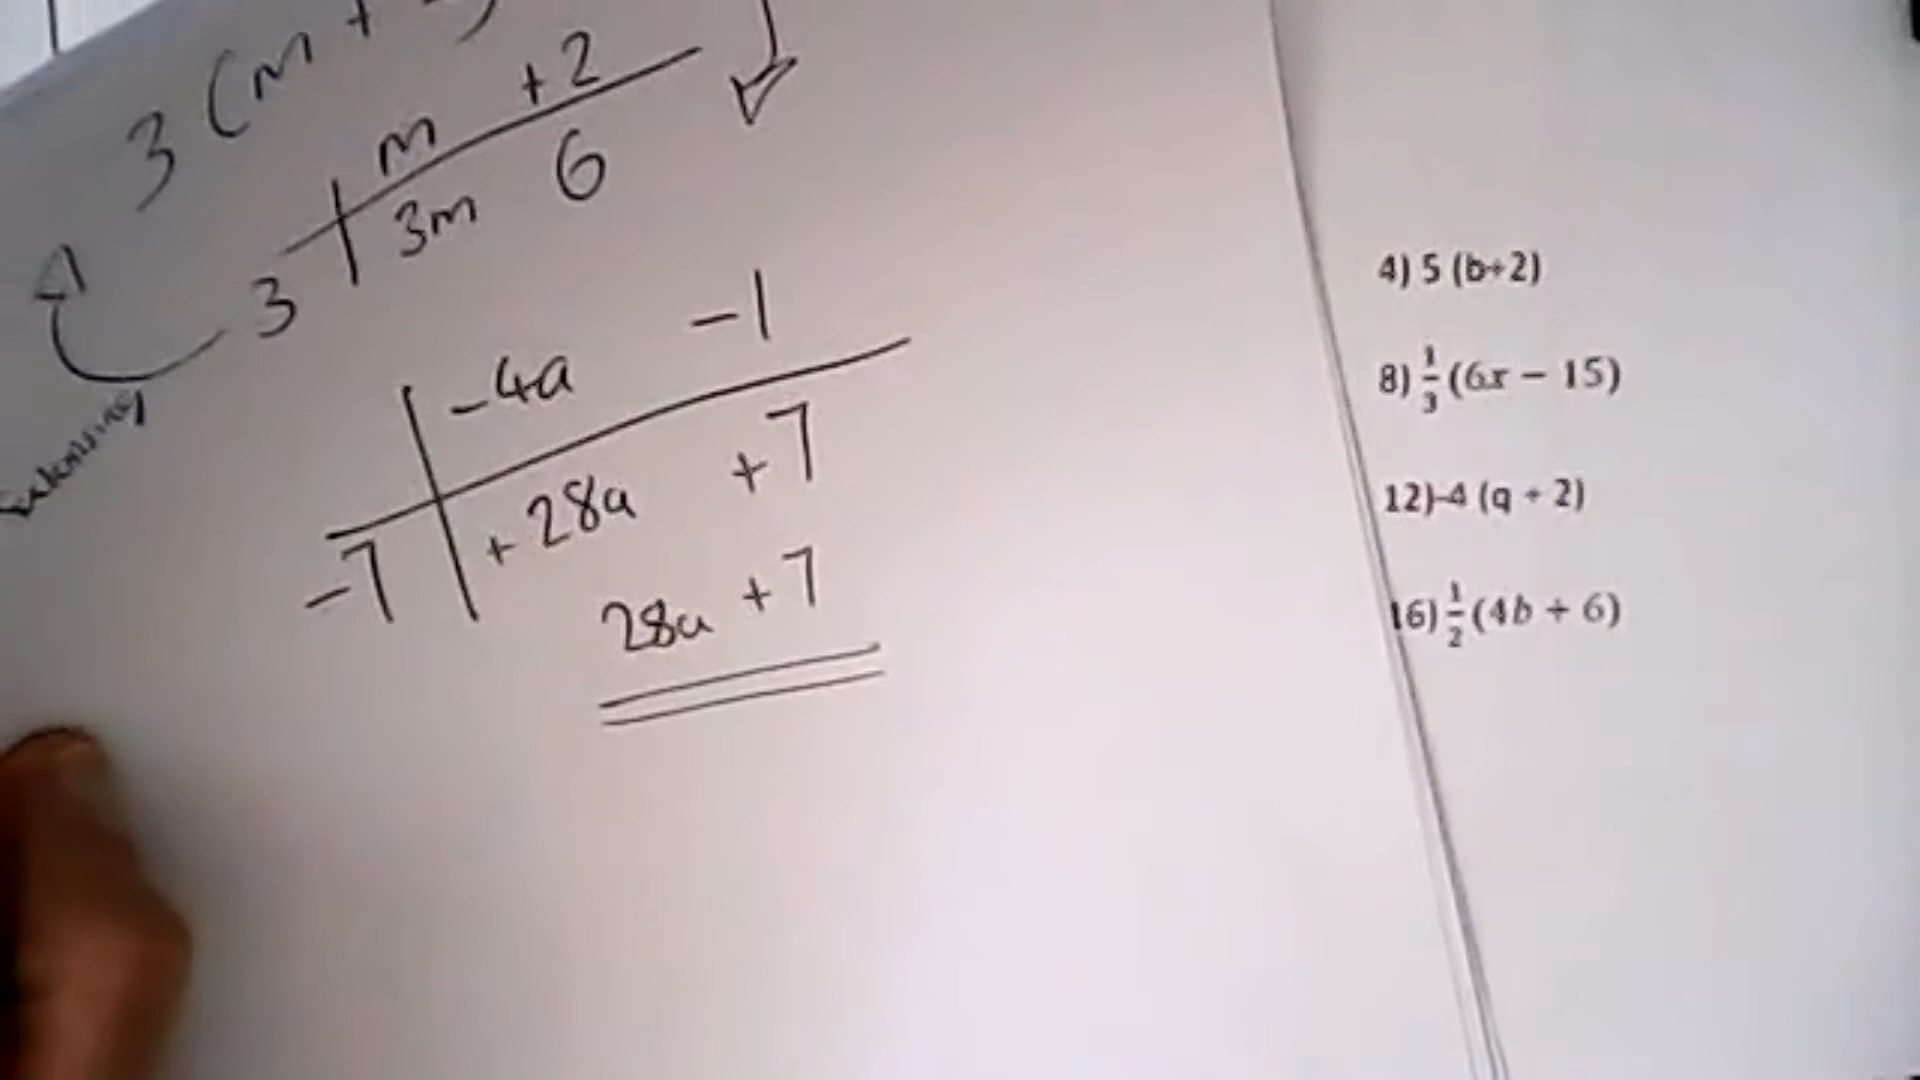 3 (m +
m +2
3 3m 6
-4a -1
-7 +28a +7
28a +7
4) 5 (b+2)
8) 1/3 (6x − 15)
12)-4 (q + 2)
16) 1/2 (4b + 6)